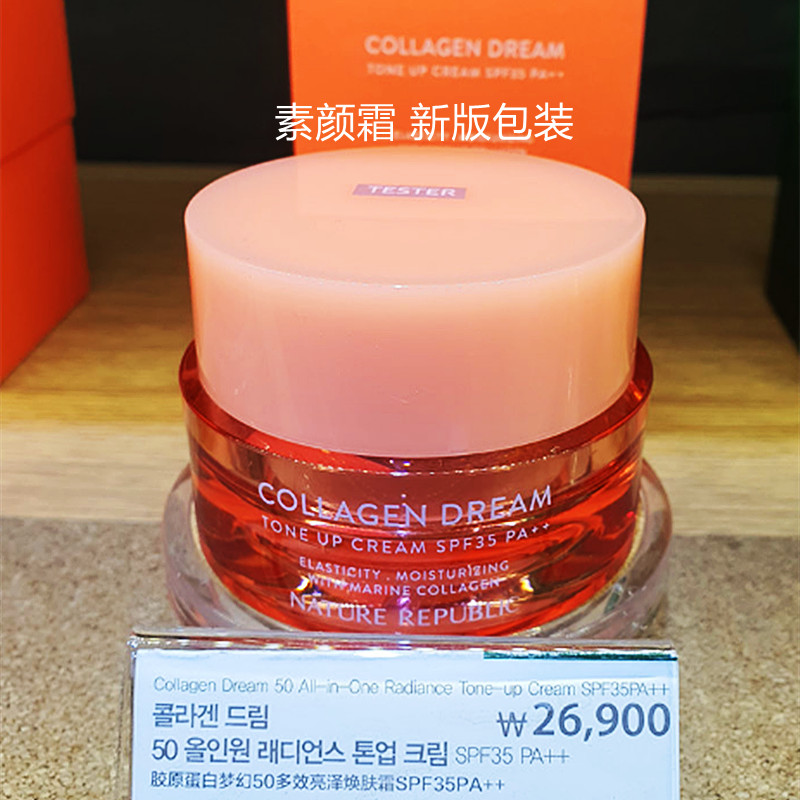 COLLAGEN DREAM
TONE UP CREAM SPF35 PA++
素颜霜 新版包装
TESTER
COLLAGEN DREAM
TONE UP CREAM SPF35 PA++
ELASTICITY . MOISTURIZING
WITH MARINE COLLAGEN
NATURE REPUBLIC
Collagen Dream 50 All-in-One Radiance Tone-up Cream SPF35PA++
콜라겐 드림
₩26,900
50 올인원 래디언스 톤업 크림 SPF35 PA++
胶原蛋白梦幻50多效亮泽焕肤霜SPF35PA++